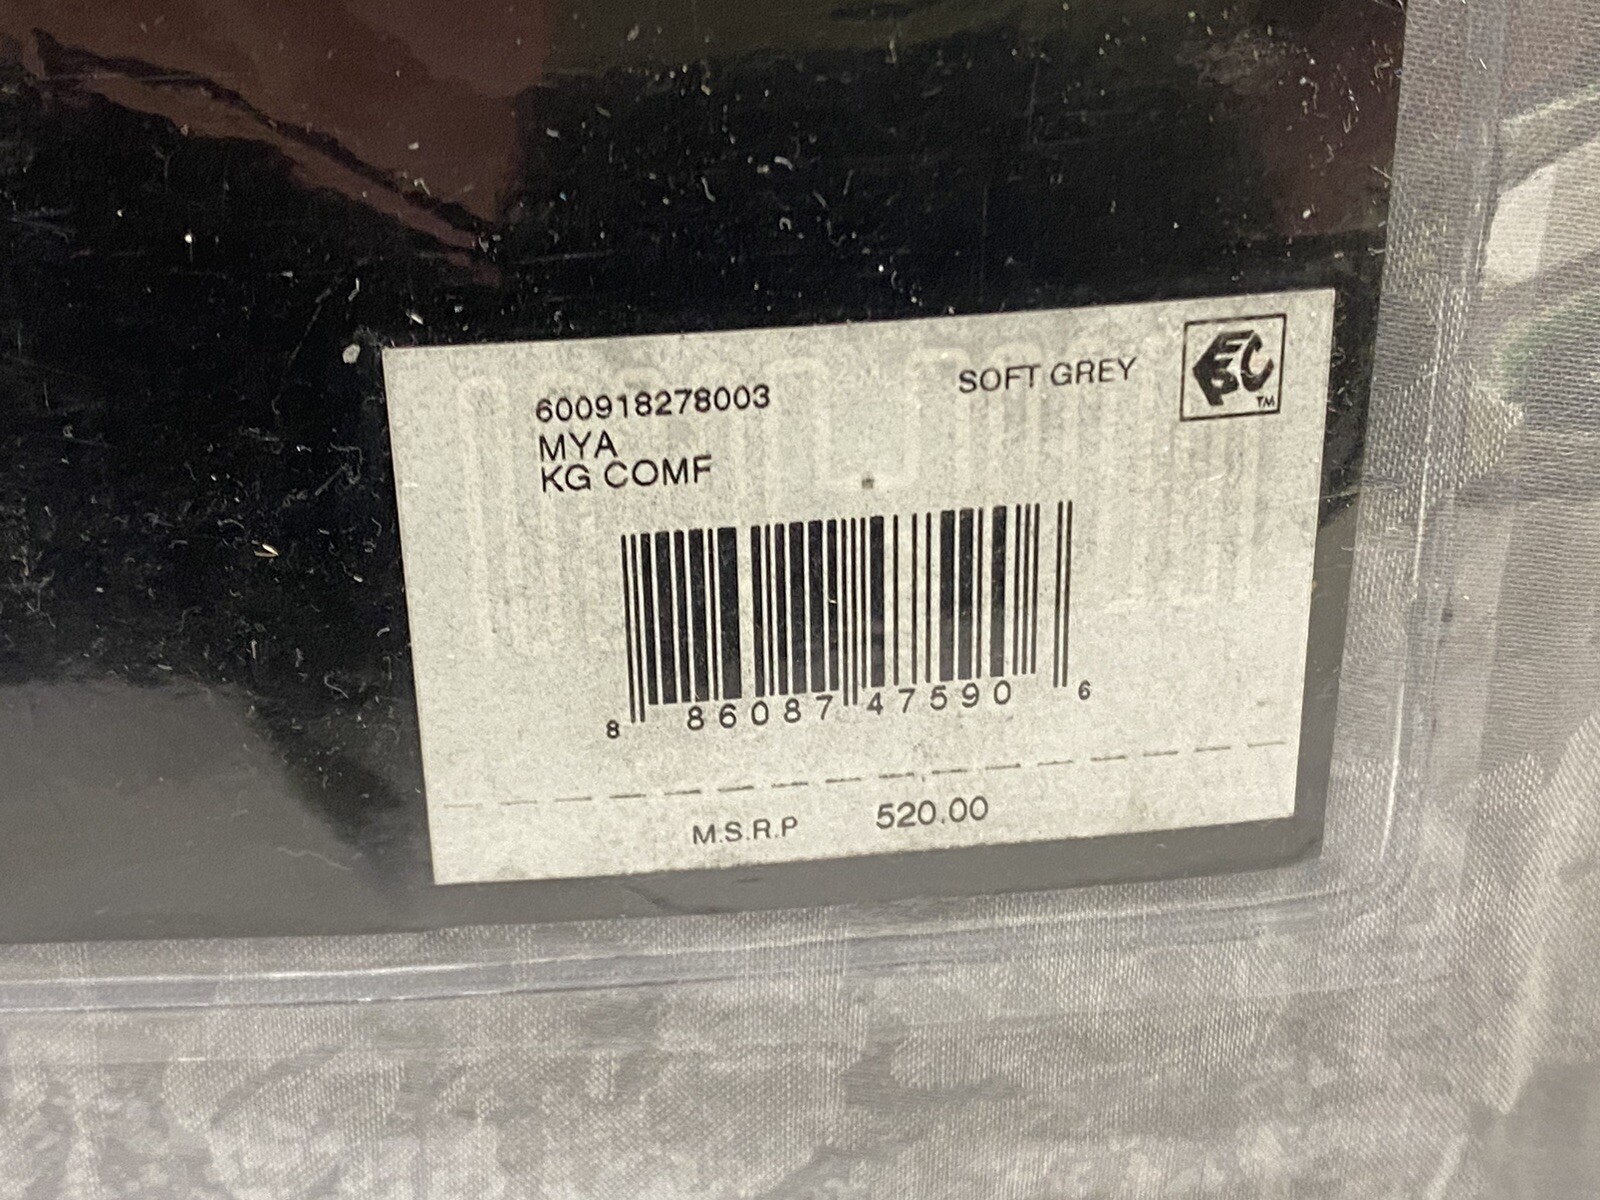 600918278003 SOFT GREY
MYA
KG COMF
8 86087 47590 6
M.S.R.P 520.00